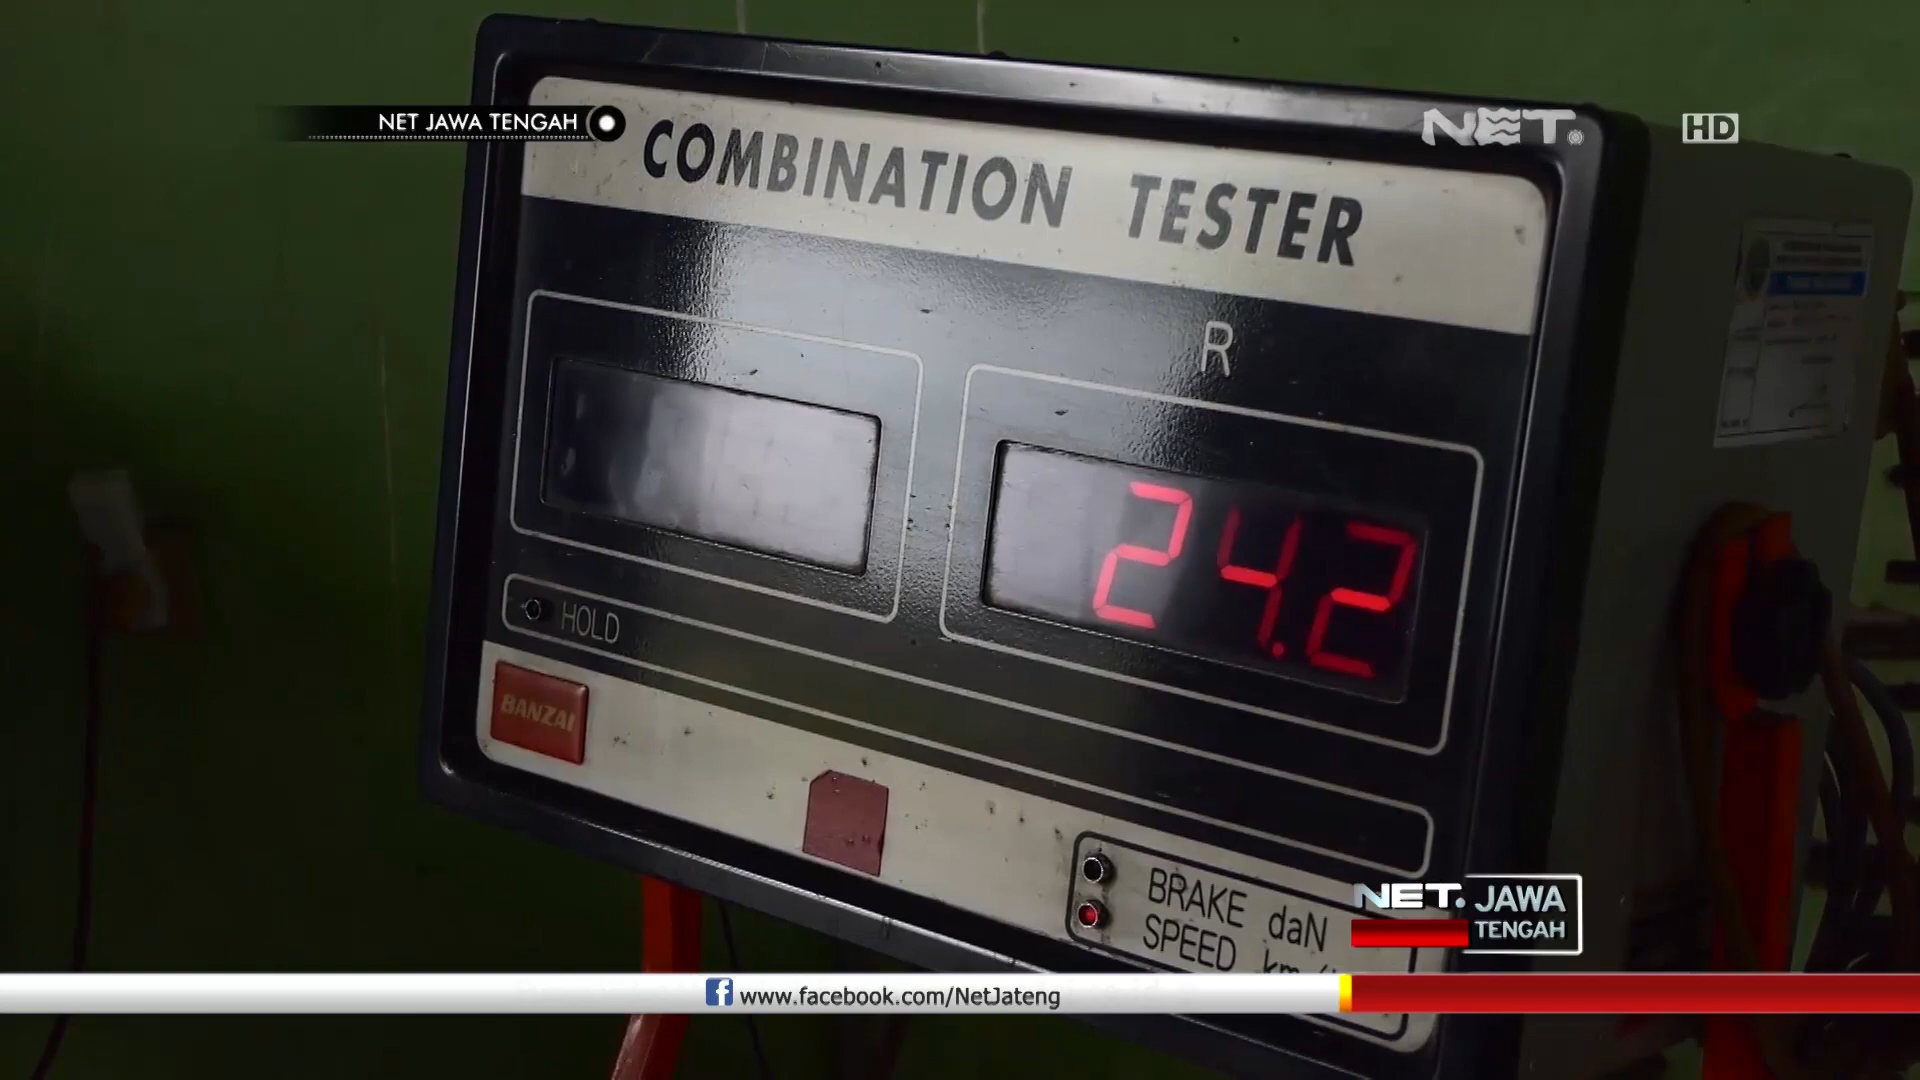 NET JAWA TENGAH
NET.
HD
COMBINATION TESTER
R
24.2
HOLD
BANZAI
BRAKE daN
SPEED
NET. JAWA
TENGAH
www.facebook.com/NetJateng